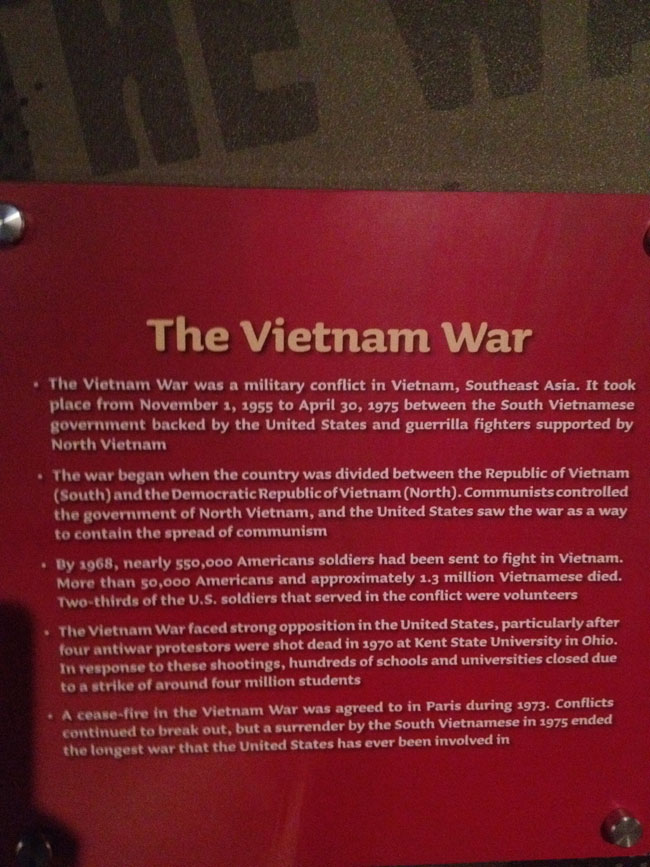 THE W
The Vietnam War
• The Vietnam War was a military conflict in Vietnam, Southeast Asia. It took
place from November 1, 1955 to April 30, 1975 between the South Vietnamese
government backed by the United States and guerrilla fighters supported by
North Vietnam
• The war began when the country was divided between the Republic of Vietnam
(South) and the Democratic Republic of Vietnam (North). Communists controlled
the government of North Vietnam, and the United States saw the war as a way
to contain the spread of communism
• By 1968, nearly 550,000 Americans soldiers had been sent to fight in Vietnam.
More than 50,000 Americans and approximately 1.3 million Vietnamese died.
Two-thirds of the U.S. soldiers that served in the conflict were volunteers
• The Vietnam War faced strong opposition in the United States, particularly after
four antiwar protestors were shot dead in 1970 at Kent State University in Ohio.
In response to these shootings, hundreds of schools and universities closed due
to a strike of around four million students
• A cease-fire in the Vietnam War was agreed to in Paris during 1973. Conflicts
continued to break out, but a surrender by the South Vietnamese in 1975 ended
the longest war that the United States has ever been involved in